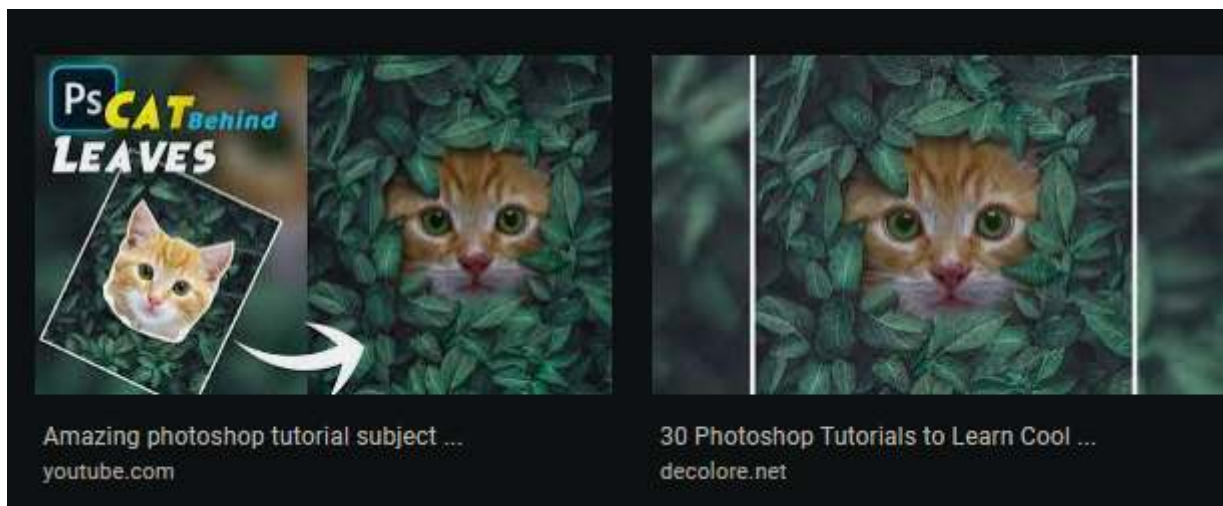 Ps CAT Behind
LEAVES
Amazing photoshop tutorial subject ...
youtube.com
30 Photoshop Tutorials to Learn Cool ...
decolore.net